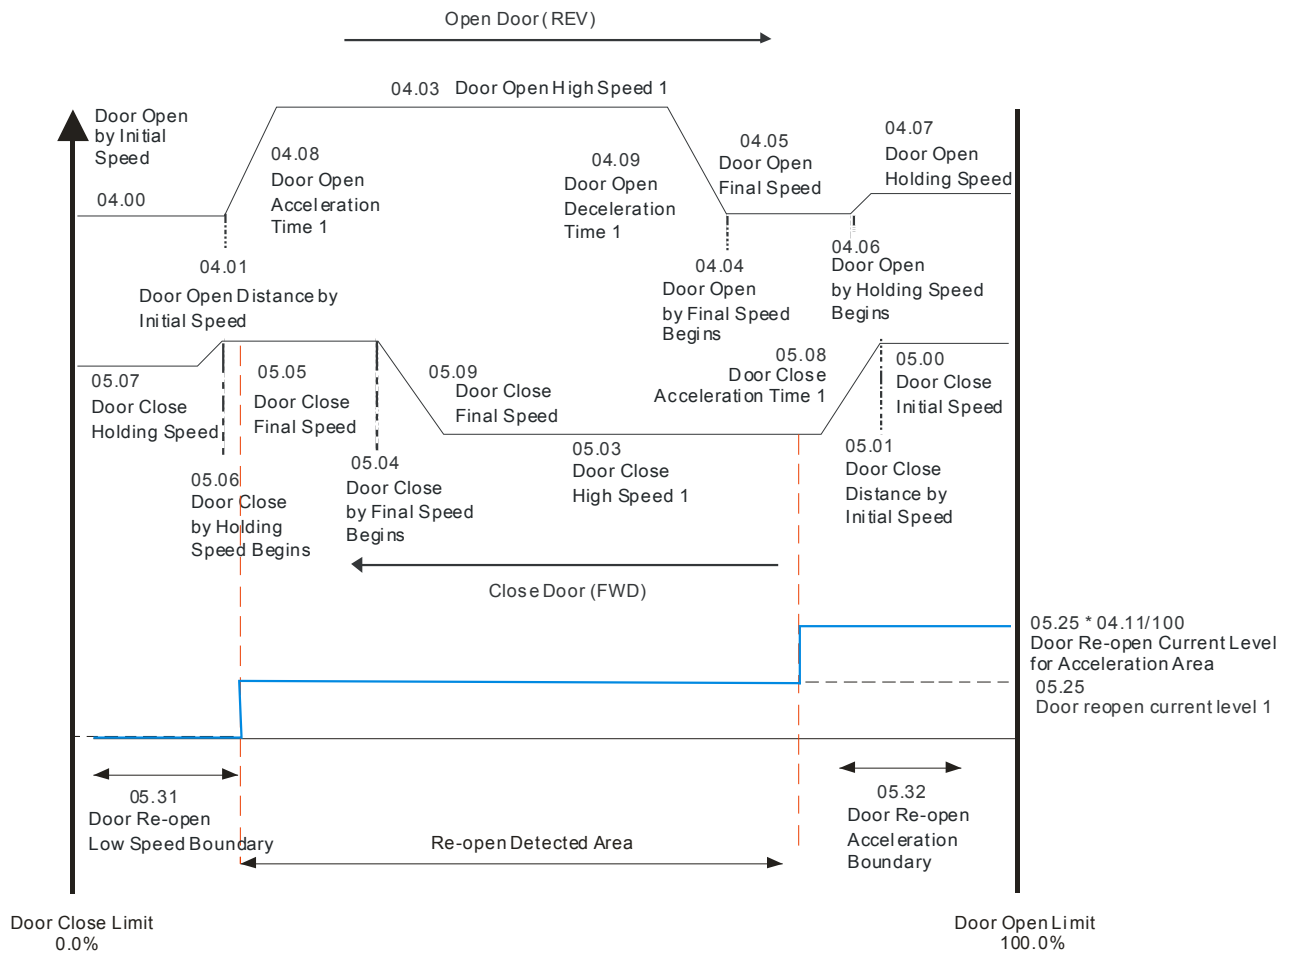 Open Door (REV)
04.03 Door Open High Speed 1
Door Open
by Initial
Speed
04.00
04.08
Door Open
Acceleration
Time 1
04.09
Door Open
Deceleration
Time 1
04.05
Door Open
Final Speed
04.07
Door Open
Holding Speed
04.01
Door Open Distance by
Initial Speed
04.04
Door Open
by Final Speed
Begins
04.06
Door Open
by Holding Speed
Begins
05.07
Door Close
Holding Speed
05.05
Door Close
Final Speed
05.09
Door Close
Final Speed
05.08
Door Close
Acceleration Time 1
05.00
Door Close
Initial Speed
05.06
Door Close
by Holding
Speed Begins
05.04
Door Close
by Final Speed
Begins
05.03
Door Close
High Speed 1
05.01
Door Close
Distance by
Initial Speed
Close Door (FWD)
05.25 * 04.11/100
Door Re-open Current Level
for Acceleration Area
05.25
Door reopen current level 1
05.31
Door Re-open
Low Speed Boundary
Re-open Detected Area
05.32
Door Re-open
Acceleration
Boundary
Door Close Limit
0.0%
Door Open Limit
100.0%